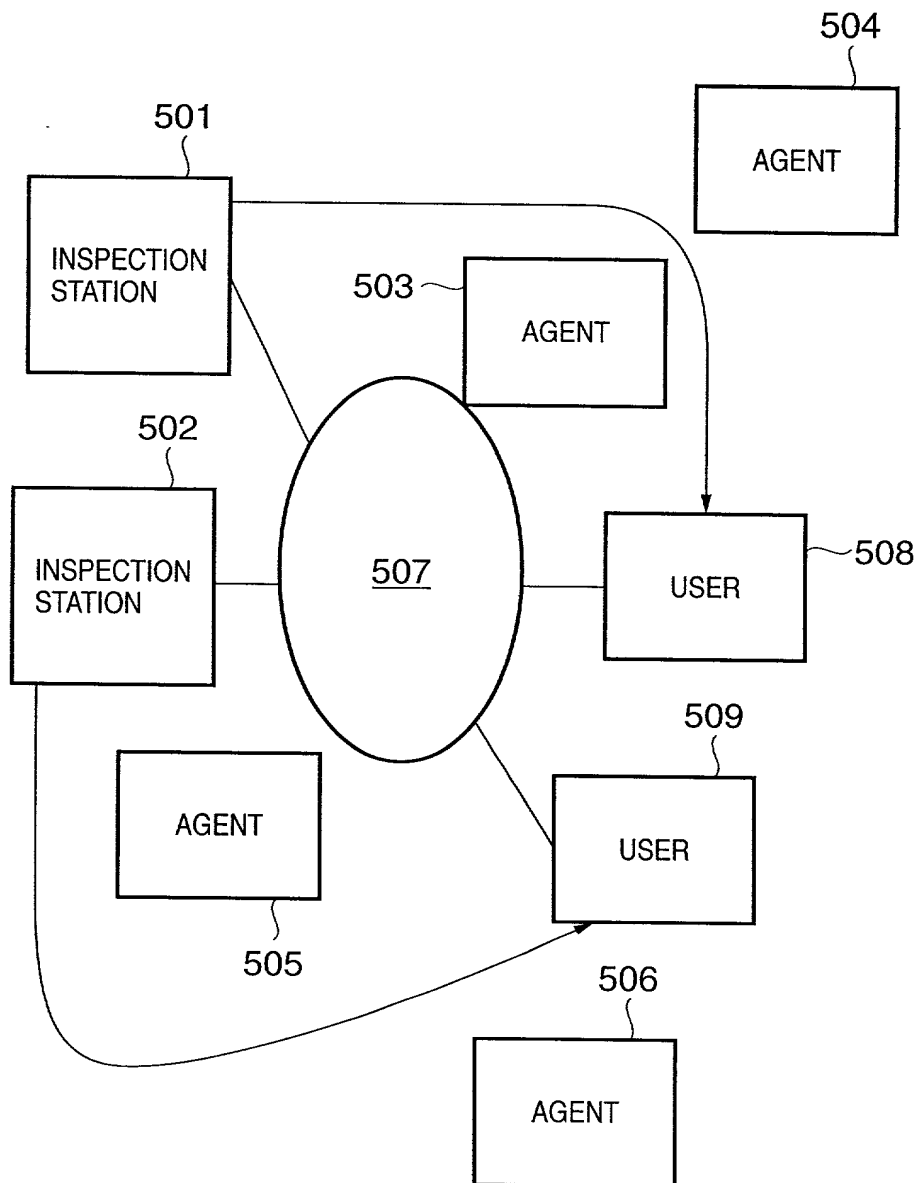 504
AGENT
501
INSPECTION
STATION
503
AGENT
502
INSPECTION
STATION
507
USER
508
509
AGENT
USER
505
506
AGENT